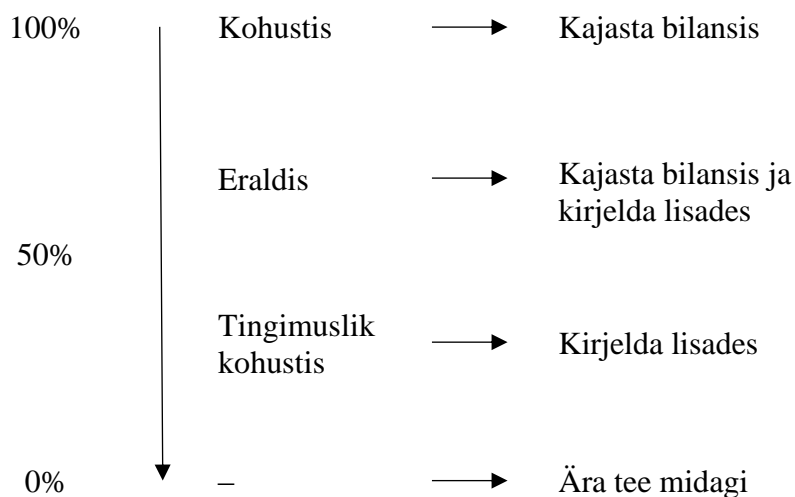 100% Kohustis Kajasta bilansis
Eraldis Kajasta bilansis ja
kirjelda lisades
50%
Tingimuslik
kohustis Kirjelda lisades
0% – Ära tee midagi